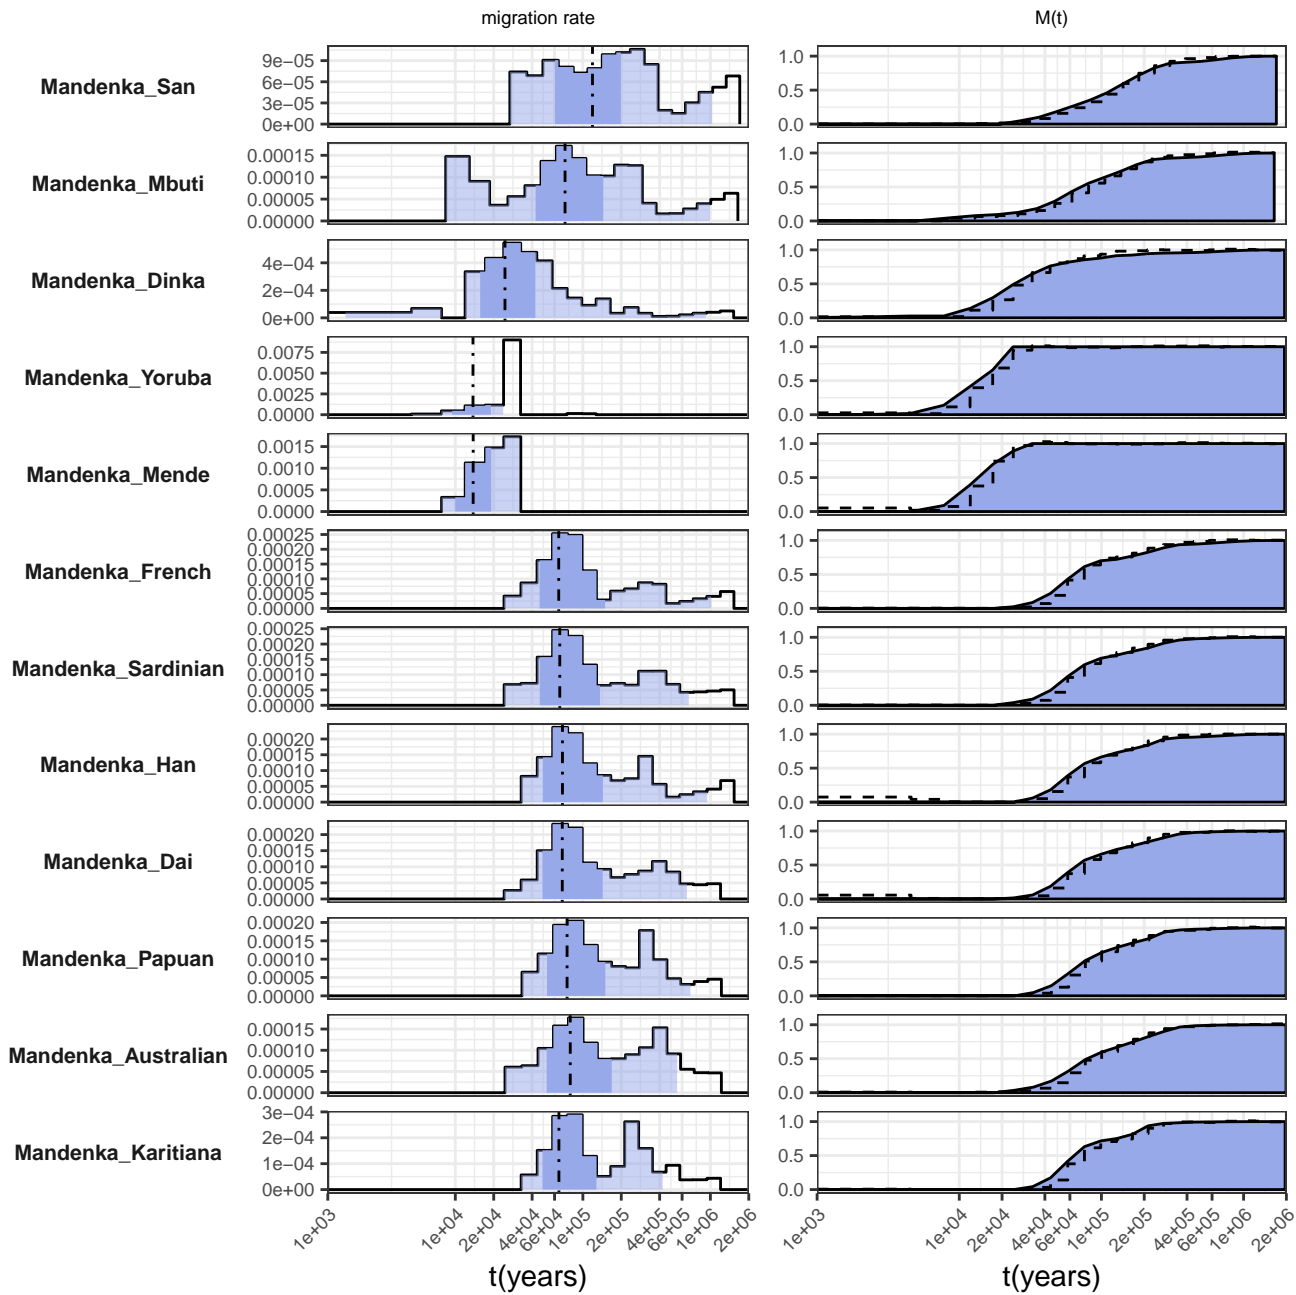 migration rate M(t)
Mandenka_San
9e−05
6e−05
3e−05
0e+00
1.0
0.5
0.0
Mandenka_Mbuti
0.00015
0.00010
0.00005
0.00000
1.0
0.5
0.0
Mandenka_Dinka
4e−04
2e−04
0e+00
1.0
0.5
0.0
Mandenka_Yoruba
0.0075
0.0050
0.0025
0.0000
1.0
0.5
0.0
Mandenka_Mende
0.0015
0.0010
0.0005
0.0000
1.0
0.5
0.0
Mandenka_French
0.00025
0.00020
0.00015
0.00010
0.00005
0.00000
1.0
0.5
0.0
Mandenka_Sardinian
0.00025
0.00020
0.00015
0.00010
0.00005
0.00000
1.0
0.5
0.0
Mandenka_Han
0.00020
0.00015
0.00010
0.00005
0.00000
1.0
0.5
0.0
Mandenka_Dai
0.00020
0.00015
0.00010
0.00005
0.00000
1.0
0.5
0.0
Mandenka_Papuan
0.00020
0.00015
0.00010
0.00005
0.00000
1.0
0.5
0.0
Mandenka_Australian
0.00015
0.00010
0.00005
0.00000
1.0
0.5
0.0
Mandenka_Karitiana
3e−04
2e−04
1e−04
0e+00
1.0
0.5
0.0
1e+03 1e+04 2e+04 4e+04 6e+04 1e+05 2e+05 4e+05 6e+05 1e+06 2e+06
1e+03 1e+04 2e+04 4e+04 6e+04 1e+05 2e+05 4e+05 6e+05 1e+06 2e+06
t(years) t(years)